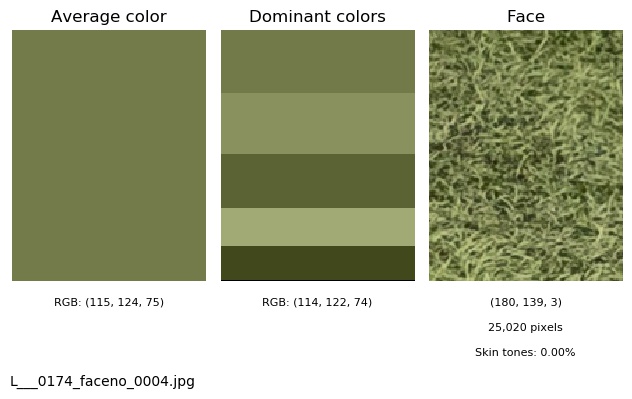 Average color
Dominant colors
Face
RGB: (115, 124, 75)
RGB: (114, 122, 74)
(180, 139, 3)
25,020 pixels
Skin tones: 0.00%
L___0174_faceno_0004.jpg